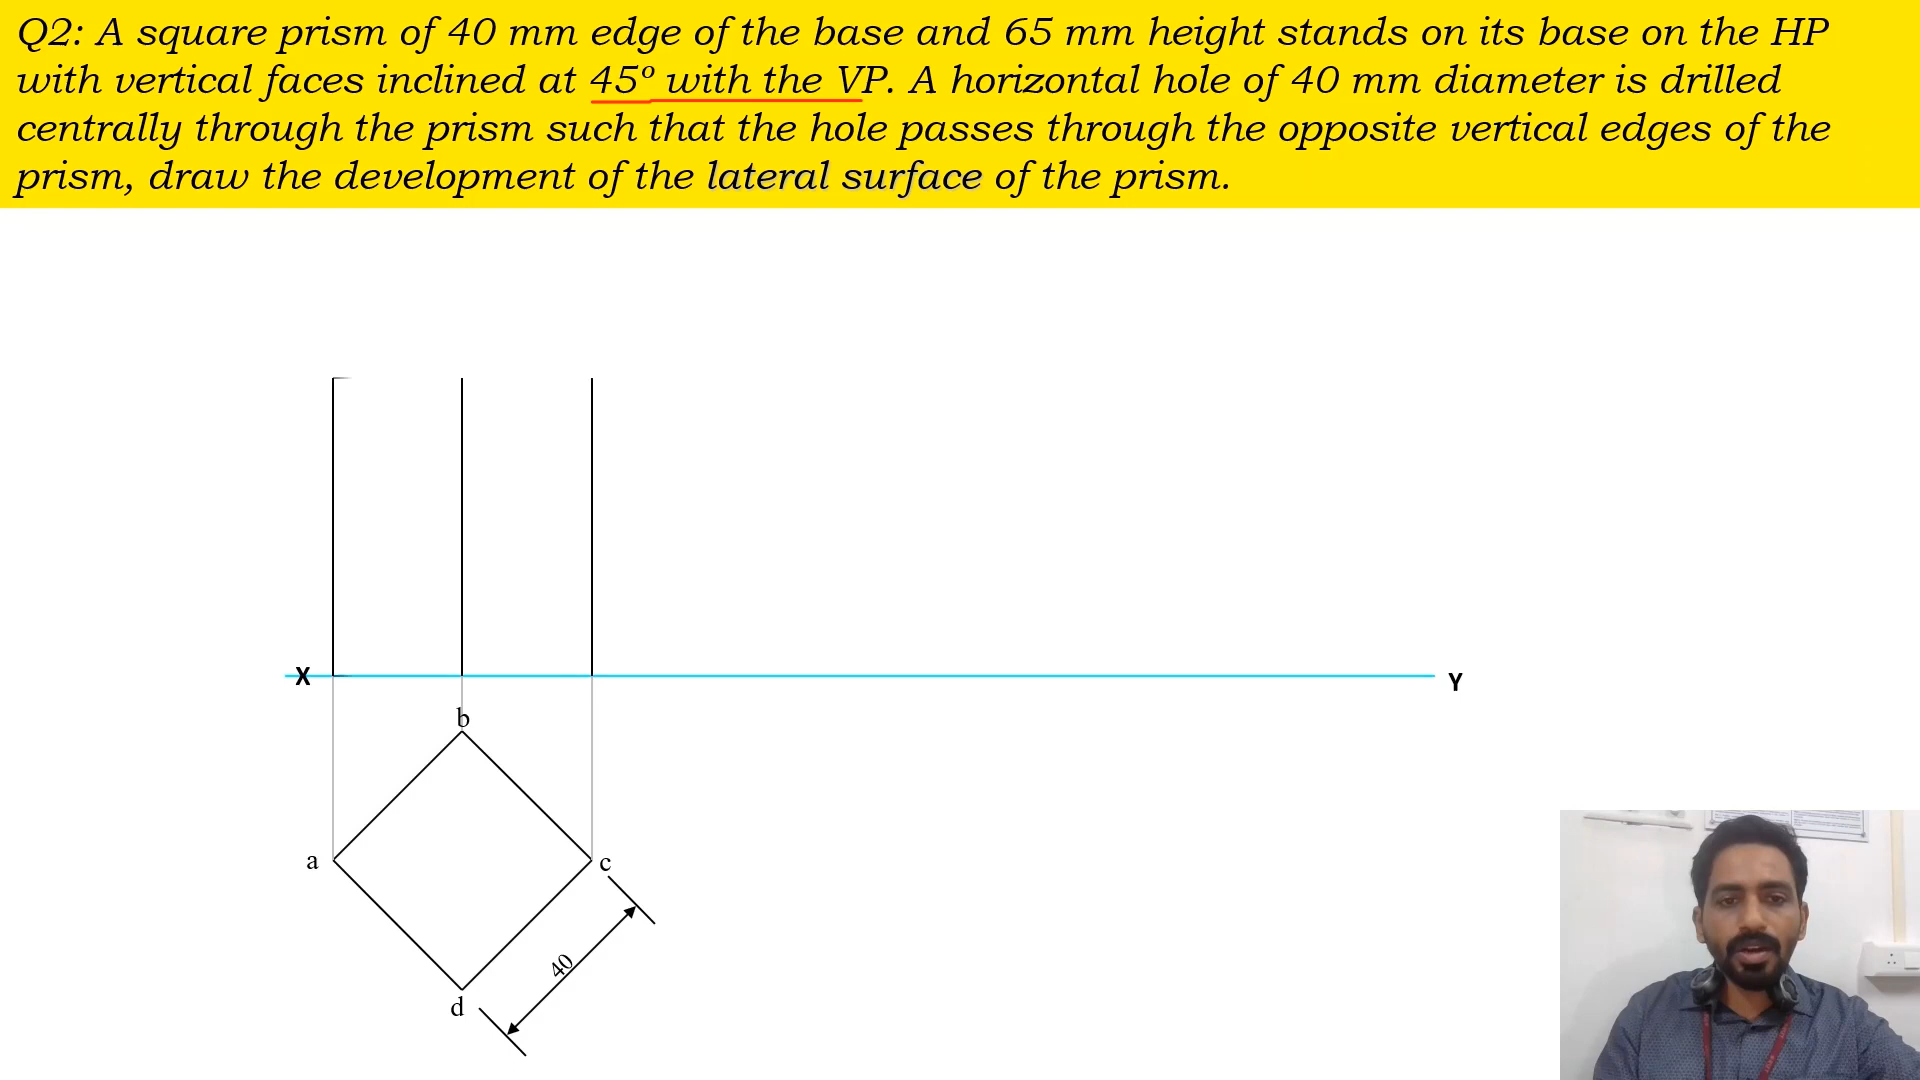 Q2: A square prism of 40 mm edge of the base and 65 mm height stands on its base on the HP
with vertical faces inclined at 45º with the VP. A horizontal hole of 40 mm diameter is drilled
centrally through the prism such that the hole passes through the opposite vertical edges of the
prism, draw the development of the lateral surface of the prism.
X
Y
b
a
c
40
d